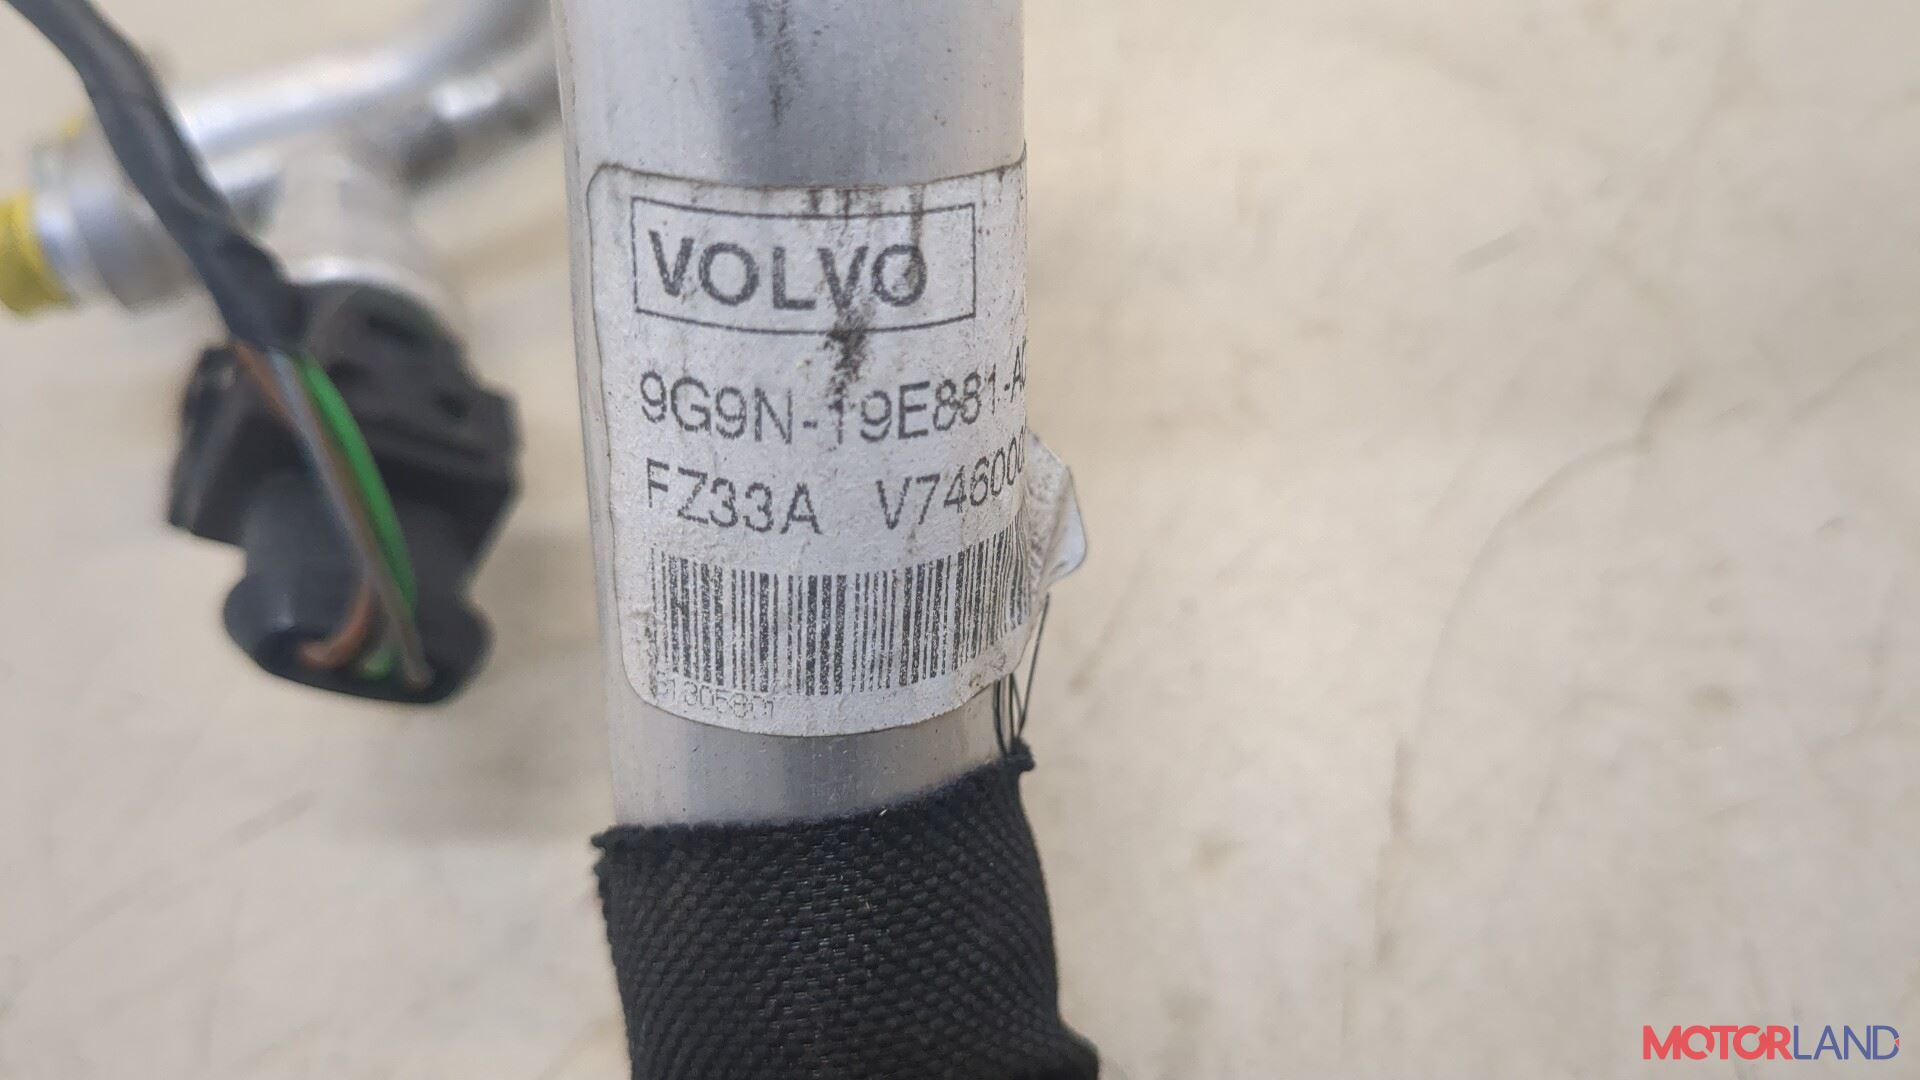 VOLVO
9G9N-19E881-A
FZ33A V74600
MOTORLAND